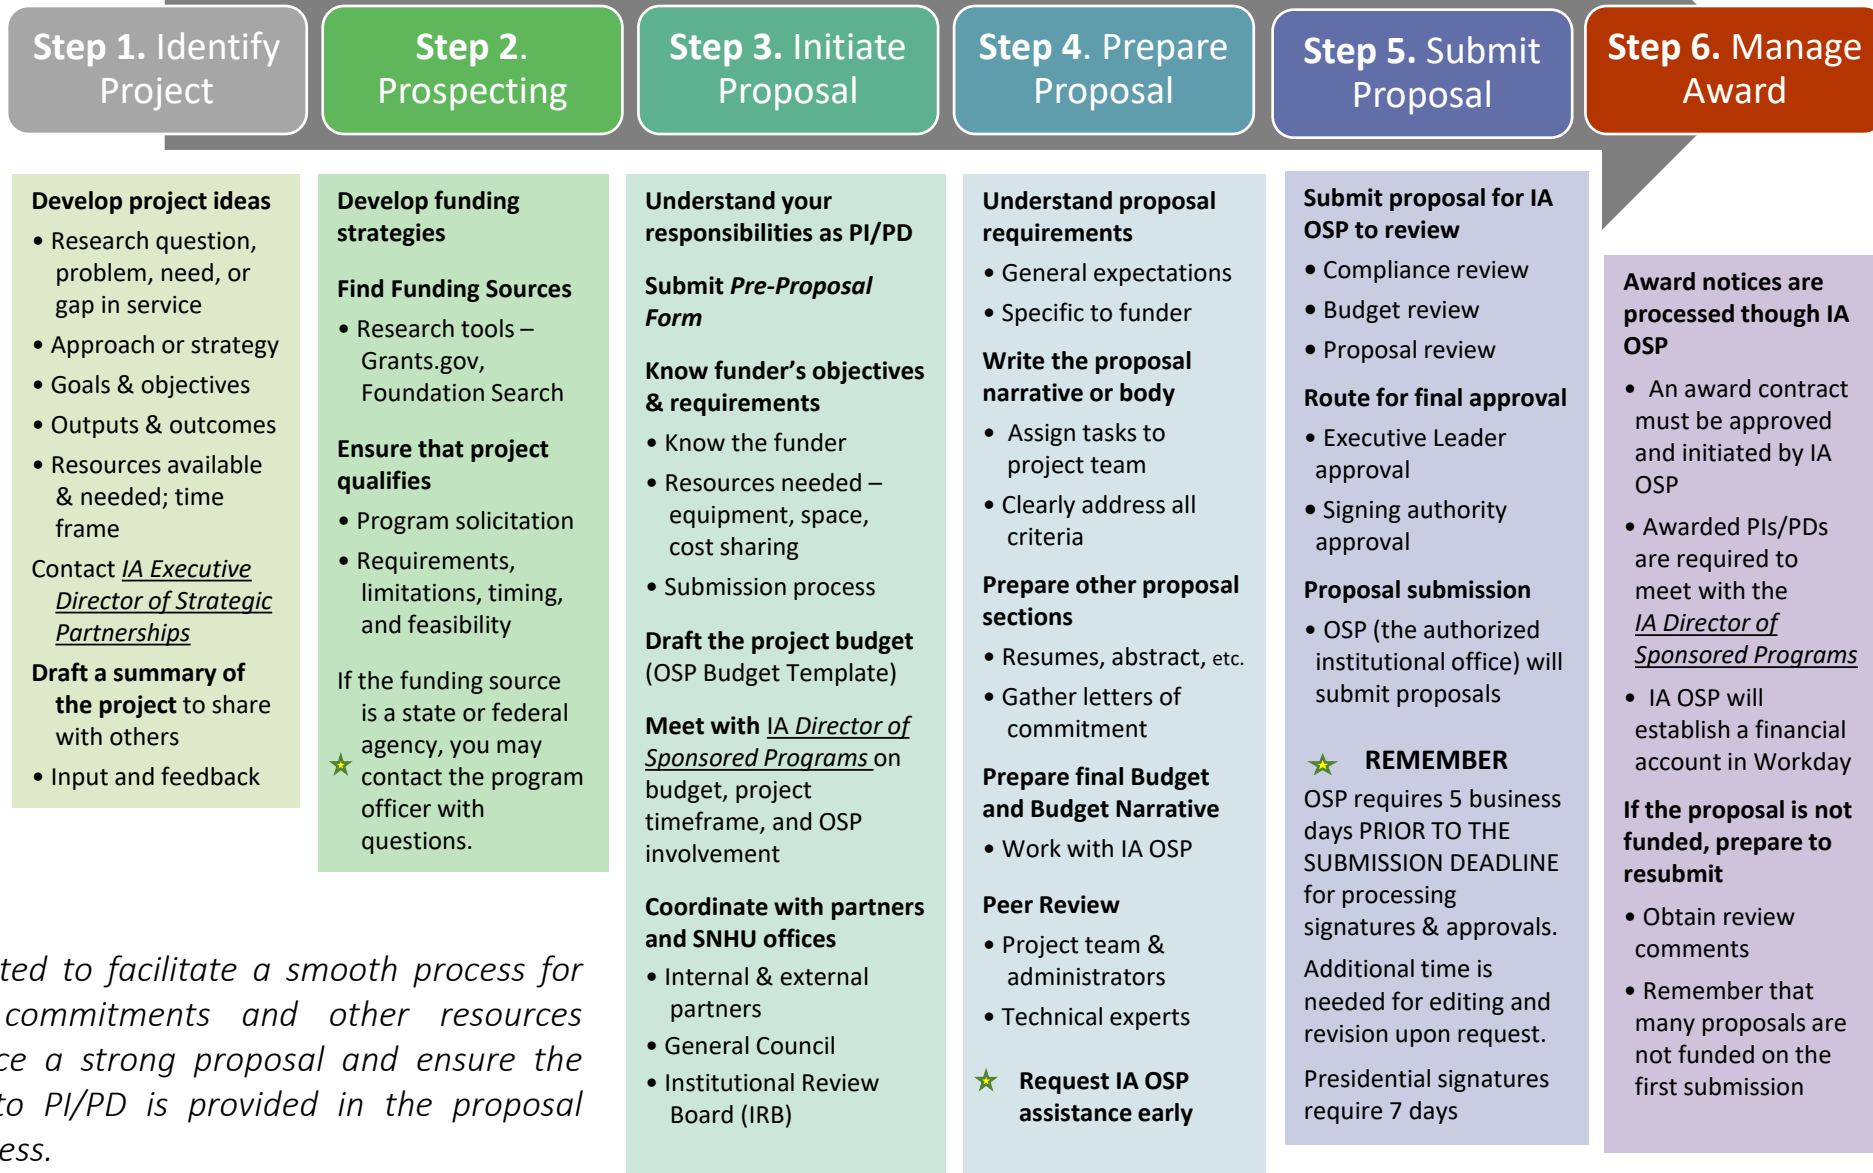 Step 1. Identify
Project
Step 2.
Prospecting
Step 3. Initiate
Proposal
Step 4. Prepare
Proposal
Step 5. Submit
Proposal
Step 6. Manage
Award
Develop project ideas
• Research question,
problem, need, or
gap in service
• Approach or strategy
• Goals & objectives
• Outputs & outcomes
• Resources available
& needed; time
frame
Contact IA Executive
Director of Strategic
Partnerships
Draft a summary of
the project to share
with others
• Input and feedback
Develop funding
strategies
Find Funding Sources
• Research tools –
Grants.gov,
Foundation Search
Ensure that project
qualifies
• Program solicitation
• Requirements,
limitations, timing,
and feasibility
If the funding source
is a state or federal
agency, you may
contact the program
officer with
questions.
Understand your
responsibilities as PI/PD
Submit Pre-Proposal
Form
Know funder's objectives
& requirements
• Know the funder
• Resources needed –
equipment, space,
cost sharing
• Submission process
Draft the project budget
(OSP Budget Template)
Meet with IA Director of
Sponsored Programs on
budget, project
timeframe, and OSP
involvement
Coordinate with partners
and SNHU offices
• Internal & external
partners
• General Council
• Institutional Review
Board (IRB)
Understand proposal
requirements
• General expectations
• Specific to funder
Write the proposal
narrative or body
• Assign tasks to
project team
• Clearly address all
criteria
Prepare other proposal
sections
• Resumes, abstract, etc.
• Gather letters of
commitment
Prepare final Budget
and Budget Narrative
• Work with IA OSP
Peer Review
• Project team &
administrators
• Technical experts
Request IA OSP
assistance early
Submit proposal for IA
OSP to review
• Compliance review
• Budget review
• Proposal review
Route for final approval
• Executive Leader
approval
• Signing authority
approval
Proposal submission
• OSP (the authorized
institutional office) will
submit proposals
REMEMBER
OSP requires 5 business
days PRIOR TO THE
SUBMISSION DEADLINE
for processing
signatures & approvals.
Additional time is
needed for editing and
revision upon request.
Presidential signatures
require 7 days
Award notices are
processed though IA
OSP
• An award contract
must be approved
and initiated by IA
OSP
• Awarded PIs/PDs
are required to
meet with the
IA Director of
Sponsored Programs
• IA OSP will
establish a financial
account in Workday
If the proposal is not
funded, prepare to
resubmit
• Obtain review
comments
• Remember that
many proposals are
not funded on the
first submission
to facilitate a smooth process for
commitments and other resources
a strong proposal and ensure the
to PI/PD is provided in the proposal